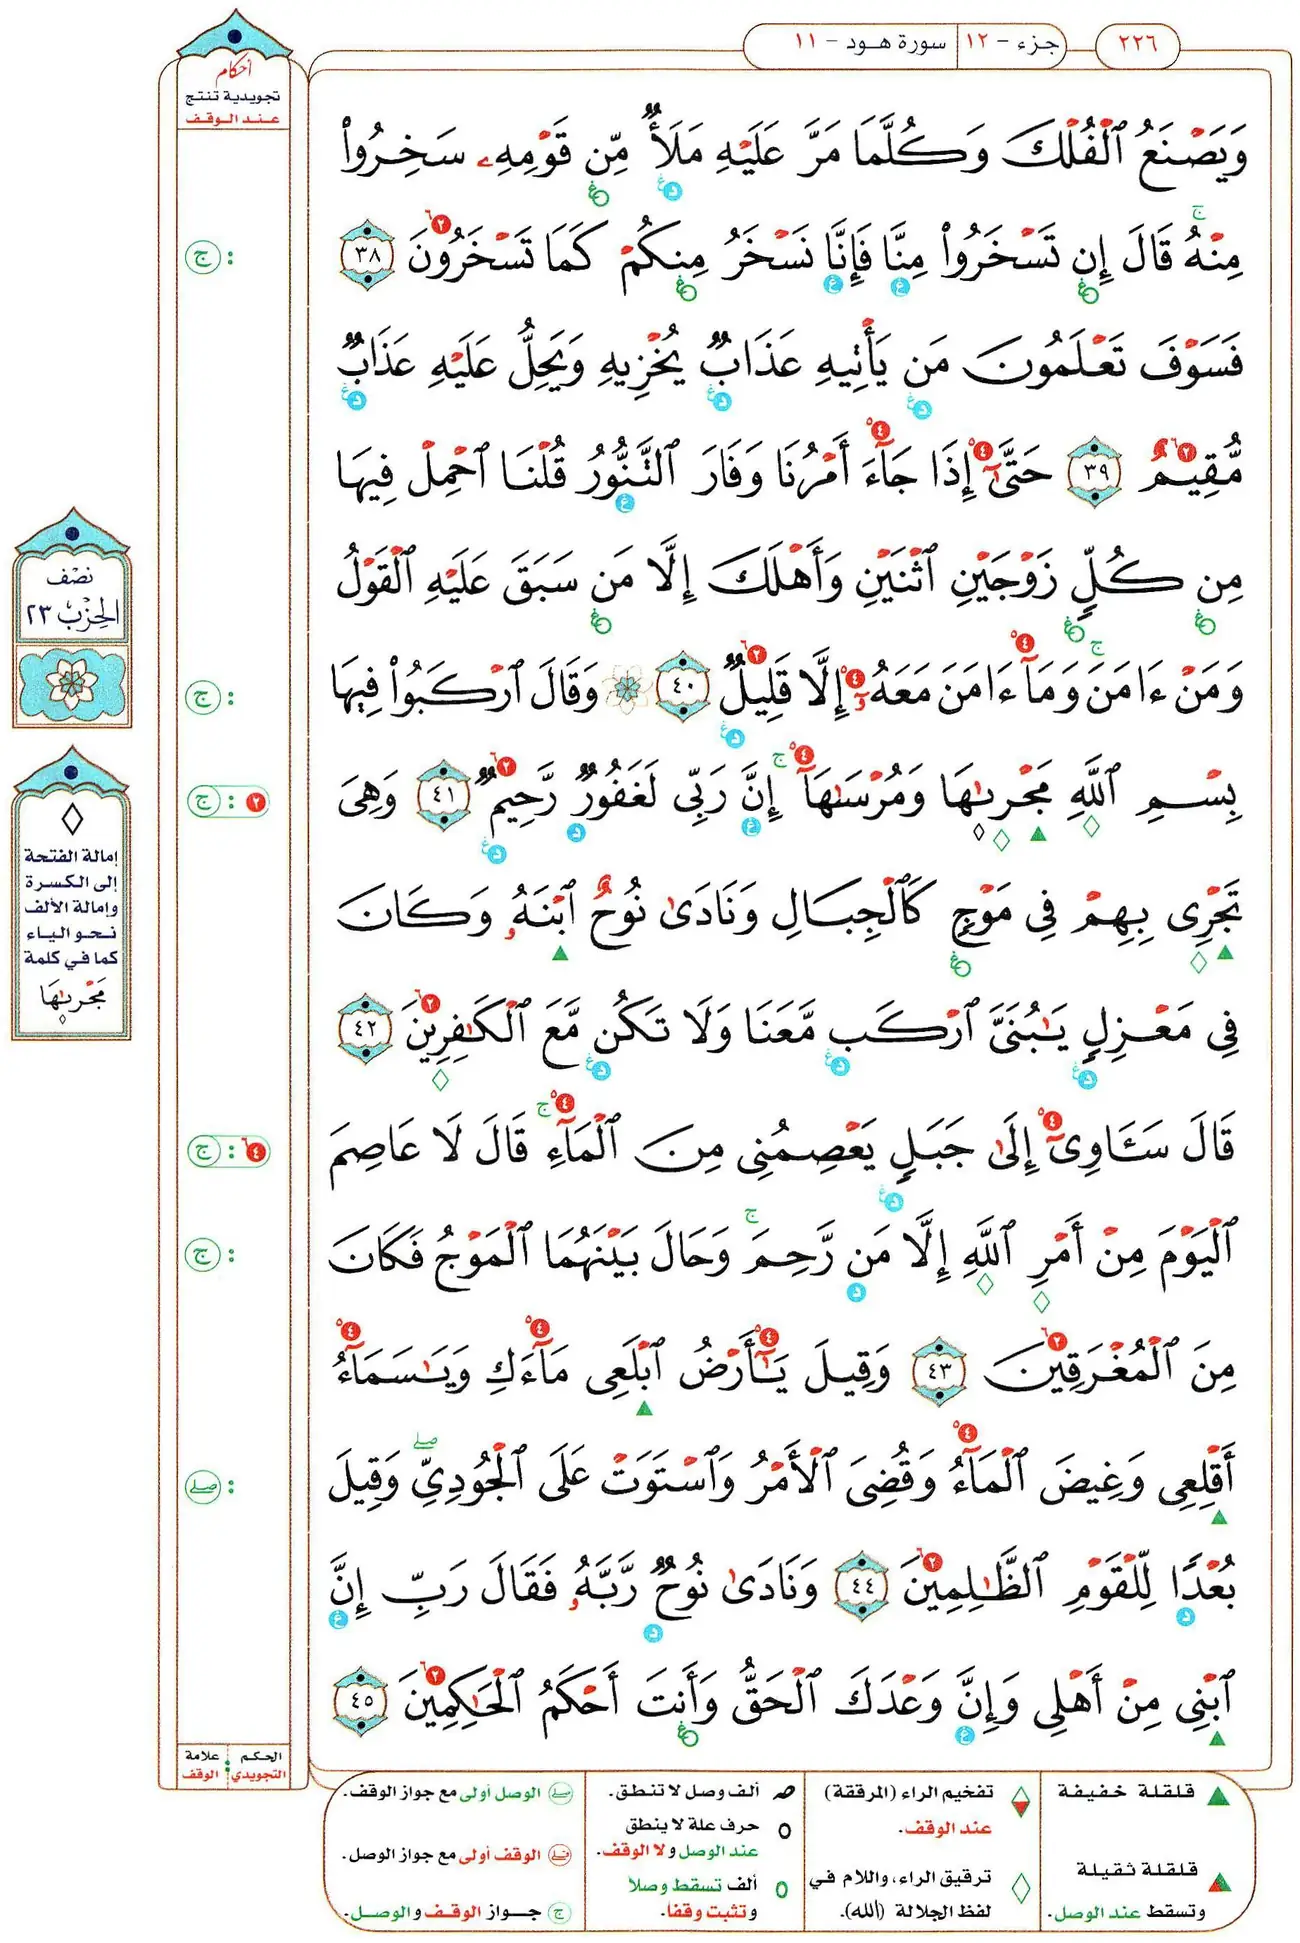 ٢٢٦
جزء - ١٢ سورة هود - ١١
أحكام
تجويدية تنتج
عند الوقف
وَيَصْنَعُ ٱلْفُلْكَ وَكُلَّمَا مَرَّ عَلَيْهِ مَلَأٌ مِّن قَوْمِهِۦ سَخِرُوا۟
مِنْهُ ۚ قَالَ إِن تَسْخَرُوا۟ مِنَّا فَإِنَّا نَسْخَرُ مِنكُمْ كَمَا تَسْخَرُونَ ٣٨
فَسَوْفَ تَعْلَمُونَ مَن يَأْتِيهِ عَذَابٌ يُخْزِيهِ وَيَحِلُّ عَلَيْهِ عَذَابٌ
مُّقِيمٌ ٣٩ حَتَّىٰٓ إِذَا جَآءَ أَمْرُنَا وَفَارَ ٱلتَّنُّورُ قُلْنَا ٱحْمِلْ فِيهَا
مِن كُلٍّ زَوْجَيْنِ ٱثْنَيْنِ وَأَهْلَكَ إِلَّا مَن سَبَقَ عَلَيْهِ ٱلْقَوْلُ
وَمَنْ ءَامَنَ ۚ وَمَآ ءَامَنَ مَعَهُۥٓ إِلَّا قَلِيلٌ ٤٠ وَقَالَ ٱرْكَبُوا۟ فِيهَا
بِسْمِ ٱللَّهِ مَجْر۪ىٰهَا وَمُرْسَىٰهَآ ۚ إِنَّ رَبِّى لَغَفُورٌ رَّحِيمٌ ٤١ وَهِىَ
تَجْرِى بِهِمْ فِى مَوْجٍ كَٱلْجِبَالِ وَنَادَىٰ نُوحٌ ٱبْنَهُۥ وَكَانَ
فِى مَعْزِلٍ يَٰبُنَىَّ ٱرْكَب مَّعَنَا وَلَا تَكُن مَّعَ ٱلْكَٰفِرِينَ ٤٢
قَالَ سَـَٔاوِىٓ إِلَىٰ جَبَلٍ يَعْصِمُنِى مِنَ ٱلْمَآءِ ۚ قَالَ لَا عَاصِمَ
ٱلْيَوْمَ مِنْ أَمْرِ ٱللَّهِ إِلَّا مَن رَّحِمَ ۚ وَحَالَ بَيْنَهُمَا ٱلْمَوْجُ فَكَانَ
مِنَ ٱلْمُغْرَقِينَ ٤٣ وَقِيلَ يَٰٓأَرْضُ ٱبْلَعِى مَآءَكِ وَيَٰسَمَآءُ
أَقْلِعِى وَغِيضَ ٱلْمَآءُ وَقُضِىَ ٱلْأَمْرُ وَٱسْتَوَتْ عَلَى ٱلْجُودِىِّ ۖ وَقِيلَ
بُعْدًا لِّلْقَوْمِ ٱلظَّٰلِمِينَ ٤٤ وَنَادَىٰ نُوحٌ رَّبَّهُۥ فَقَالَ رَبِّ إِنَّ
ٱبْنِى مِنْ أَهْلِى وَإِنَّ وَعْدَكَ ٱلْحَقُّ وَأَنتَ أَحْكَمُ ٱلْحَٰكِمِينَ ٤٥
ج :
ج :
ج : ٢
ج : ٤ ٦
ج :
صلى :
نصف
الحزب ٢٣
إمالة الفتحة
إلى الكسرة
وإمالة الألف
نحو الياء
كما في كلمة
مَجْر۪ىٰهَا
الحكم علامة
التجويدي الوقف
قلقلة خفيفة
قلقلة ثقيلة
وتسقط عند الوصل.
تفخيم الراء (المرققة)
عند الوقف.
ترقيق الراء، واللام في
لفظ الجلالة (الله).
ألف وصل لا تنطق.
حرف علة لا ينطق
عند الوصل ولا الوقف.
ألف تسقط وصلاً
وتثبت وقفاً.
صلى الوصل أولى مع جواز الوقف.
قلى الوقف أولى مع جواز الوصل.
ج جواز الوقف والوصل.